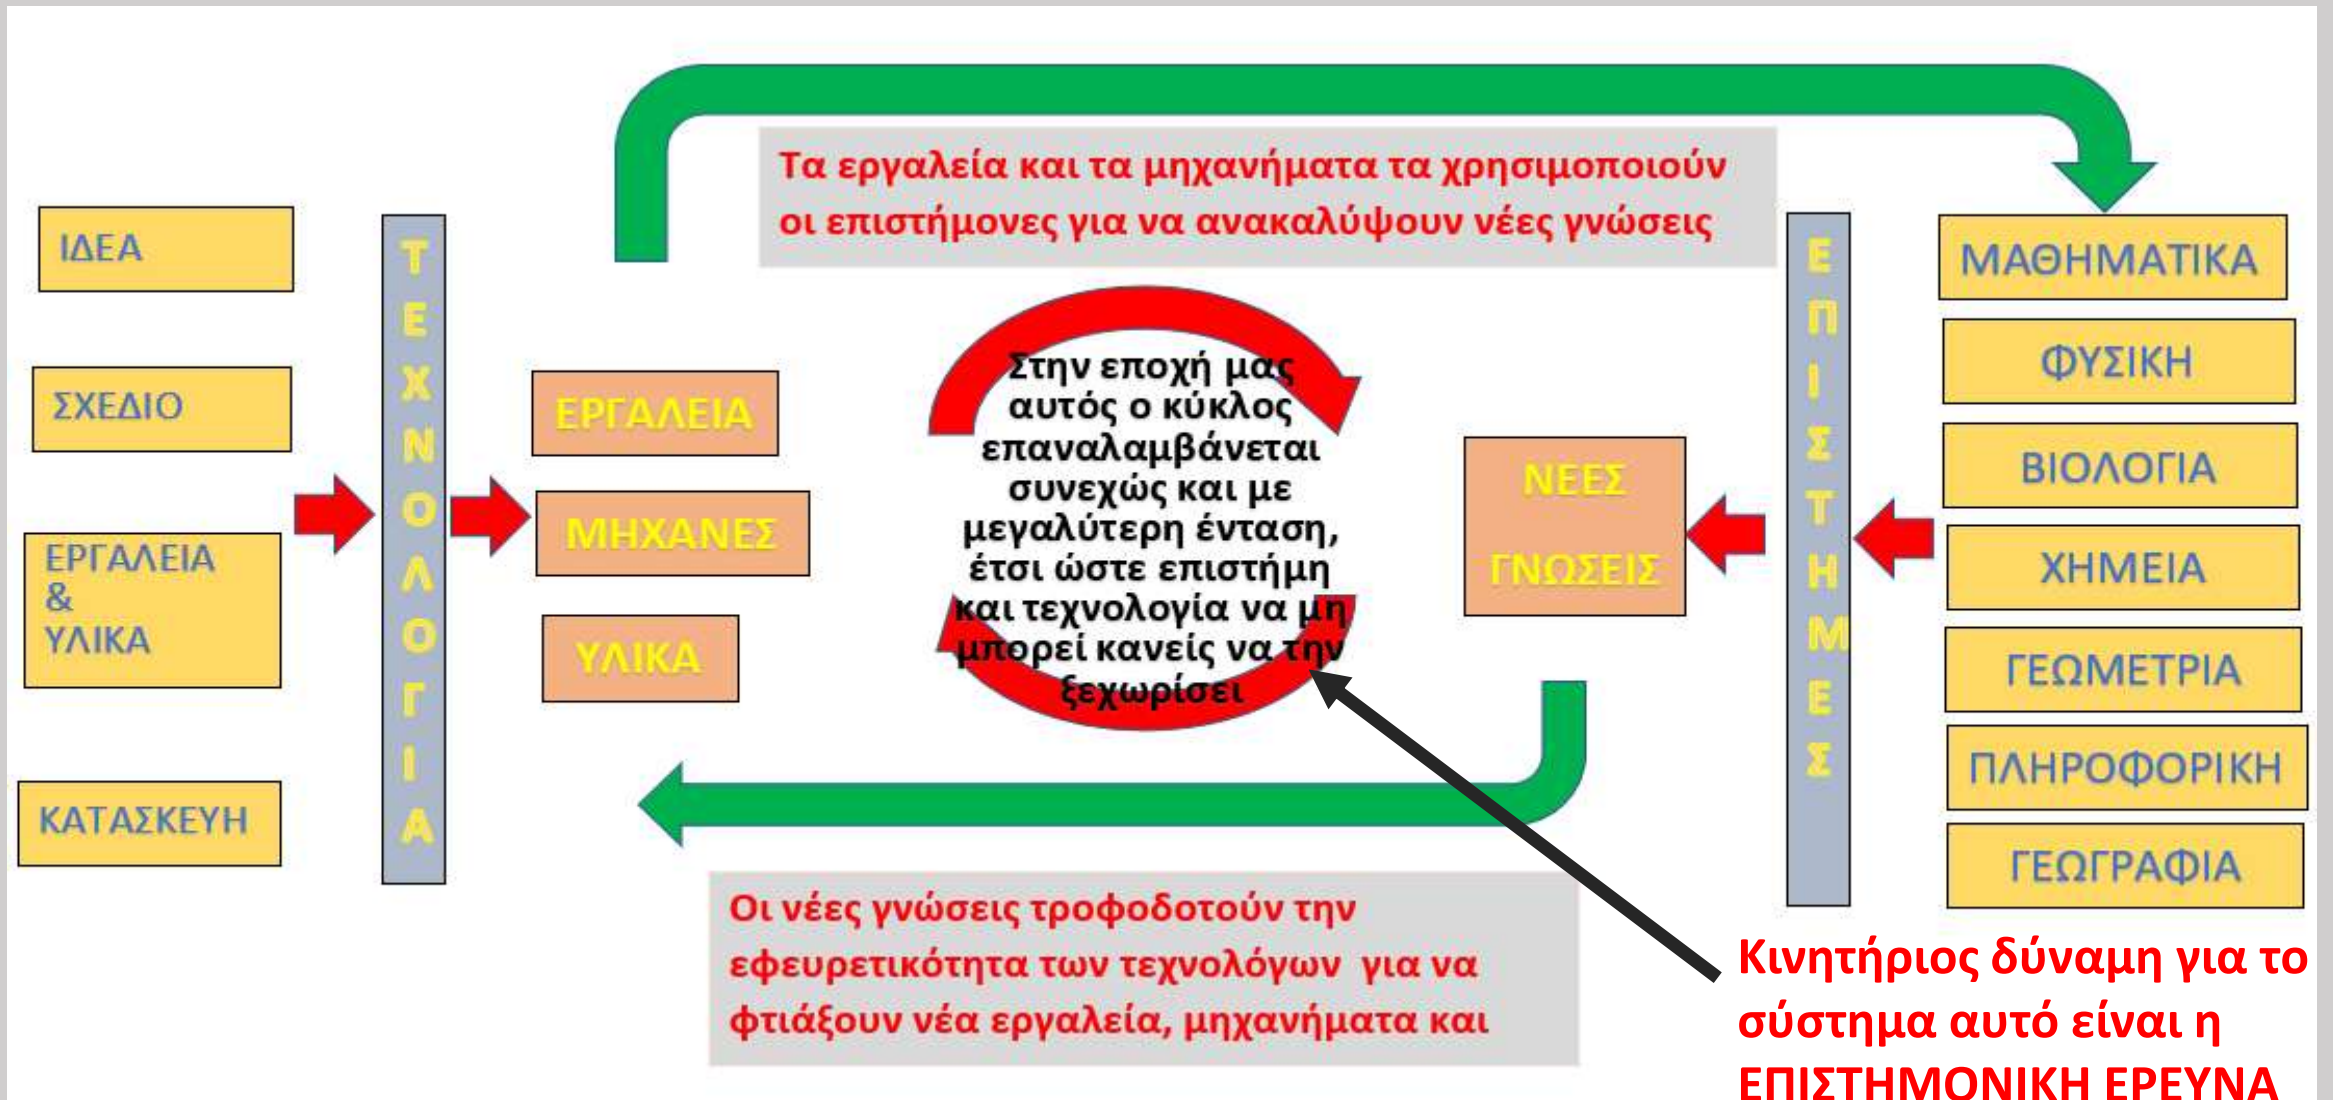 Τα εργαλεία και τα μηχανήματα τα χρησιμοποιούν
οι επιστήμονες για να ανακαλύψουν νέες γνώσεις
ΙΔΕΑ
ΣΧΕΔΙΟ
ΕΡΓΑΛΕΙΑ
&
ΥΛΙΚΑ
ΚΑΤΑΣΚΕΥΗ
ΤΕΧΝΟΛΟΓΙΑ
ΕΡΓΑΛΕΙΑ
ΜΗΧΑΝΕΣ
ΥΛΙΚΑ
Στην εποχή μας
αυτός ο κύκλος
επαναλαμβάνεται
συνεχώς και με
μεγαλύτερη ένταση,
έτσι ώστε επιστήμη
και τεχνολογία να μη
μπορεί κανείς να την
ξεχωρίσει
ΝΕΕΣ
ΓΝΩΣΕΙΣ
ΕΠΙΣΤΗΜΕΣ
ΜΑΘΗΜΑΤΙΚΑ
ΦΥΣΙΚΗ
ΒΙΟΛΟΓΙΑ
ΧΗΜΕΙΑ
ΓΕΩΜΕΤΡΙΑ
ΠΛΗΡΟΦΟΡΙΚΗ
ΓΕΩΓΡΑΦΙΑ
Οι νέες γνώσεις τροφοδοτούν την
εφευρετικότητα των τεχνολόγων για να
φτιάξουν νέα εργαλεία, μηχανήματα και
Κινητήριος δύναμη για το
σύστημα αυτό είναι η
ΕΠΙΣΤΗΜΟΝΙΚΗ ΕΡΕΥΝΑ